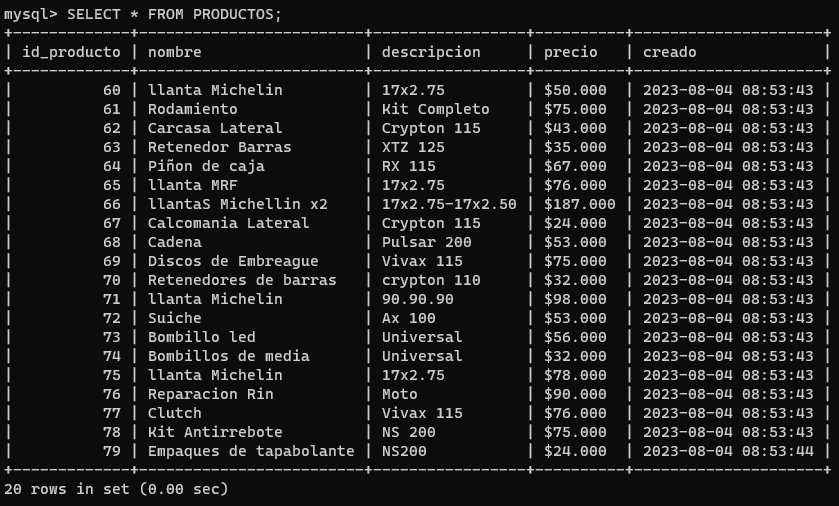 mysql> SELECT * FROM PRODUCTOS;
+-------------+-------------------------+-----------------+----------+---------------------+
| id_producto | nombre                  | descripcion     | precio   | creado              |
+-------------+-------------------------+-----------------+----------+---------------------+
|          60 | llanta Michelin         | 17x2.75         | $50.000  | 2023-08-04 08:53:43 |
|          61 | Rodamiento              | Kit Completo    | $75.000  | 2023-08-04 08:53:43 |
|          62 | Carcasa Lateral         | Crypton 115     | $43.000  | 2023-08-04 08:53:43 |
|          63 | Retenedor Barras        | XTZ 125         | $35.000  | 2023-08-04 08:53:43 |
|          64 | Piñon de caja           | RX 115          | $67.000  | 2023-08-04 08:53:43 |
|          65 | llanta MRF              | 17x2.75         | $76.000  | 2023-08-04 08:53:43 |
|          66 | llantaS Michellin x2    | 17x2.75-17x2.50 | $187.000 | 2023-08-04 08:53:43 |
|          67 | Calcomania Lateral      | Crypton 115     | $24.000  | 2023-08-04 08:53:43 |
|          68 | Cadena                  | Pulsar 200      | $53.000  | 2023-08-04 08:53:43 |
|          69 | Discos de Embreague     | Vivax 115       | $75.000  | 2023-08-04 08:53:43 |
|          70 | Retenedores de barras   | crypton 110     | $32.000  | 2023-08-04 08:53:43 |
|          71 | llanta Michelin         | 90.90.90        | $98.000  | 2023-08-04 08:53:43 |
|          72 | Suiche                  | Ax 100          | $53.000  | 2023-08-04 08:53:43 |
|          73 | Bombillo led            | Universal       | $56.000  | 2023-08-04 08:53:43 |
|          74 | Bombillos de media      | Universal       | $32.000  | 2023-08-04 08:53:43 |
|          75 | llanta Michelin         | 17x2.75         | $78.000  | 2023-08-04 08:53:43 |
|          76 | Reparacion Rin          | Moto            | $90.000  | 2023-08-04 08:53:43 |
|          77 | Clutch                  | Vivax 115       | $76.000  | 2023-08-04 08:53:43 |
|          78 | Kit Antirrebote         | NS 200          | $75.000  | 2023-08-04 08:53:43 |
|          79 | Empaques de tapabolante | NS200           | $24.000  | 2023-08-04 08:53:44 |
+-------------+-------------------------+-----------------+----------+---------------------+
20 rows in set (0.00 sec)